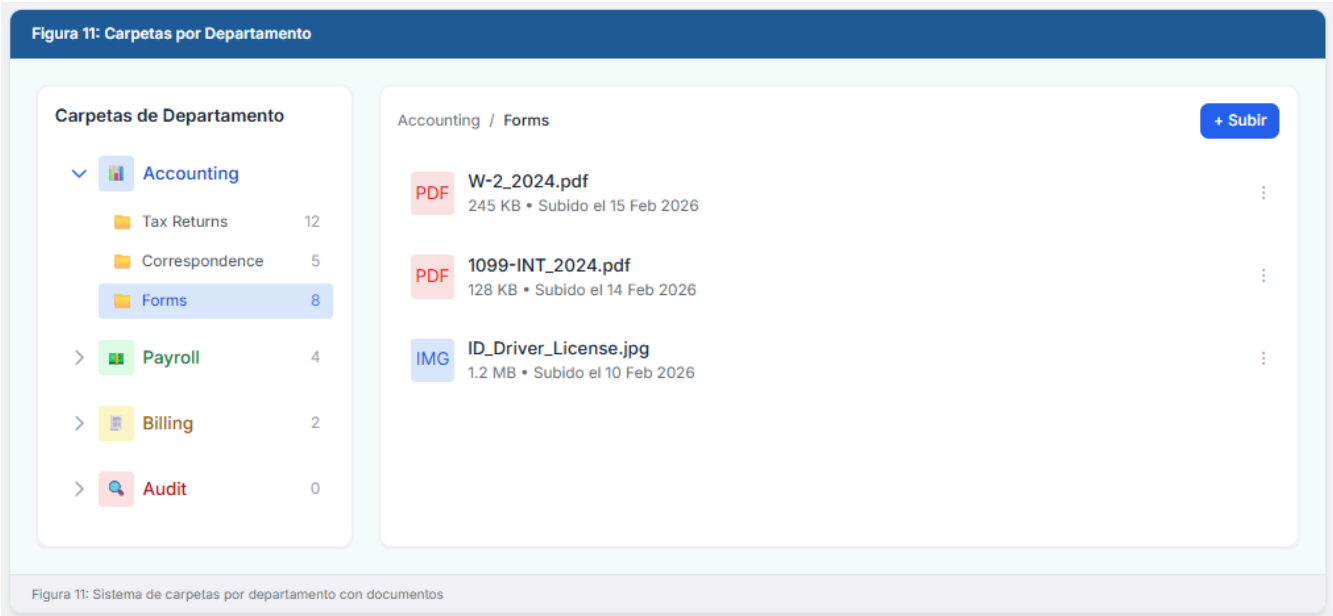 Figura 11: Carpetas por Departamento
Carpetas de Departamento
Accounting
Tax Returns 12
Correspondence 5
Forms 8
Payroll 4
Billing 2
Audit 0
Accounting / Forms
+ Subir
PDF
W-2_2024.pdf
245 KB • Subido el 15 Feb 2026
PDF
1099-INT_2024.pdf
128 KB • Subido el 14 Feb 2026
IMG
ID_Driver_License.jpg
1.2 MB • Subido el 10 Feb 2026
Figura 11: Sistema de carpetas por departamento con documentos